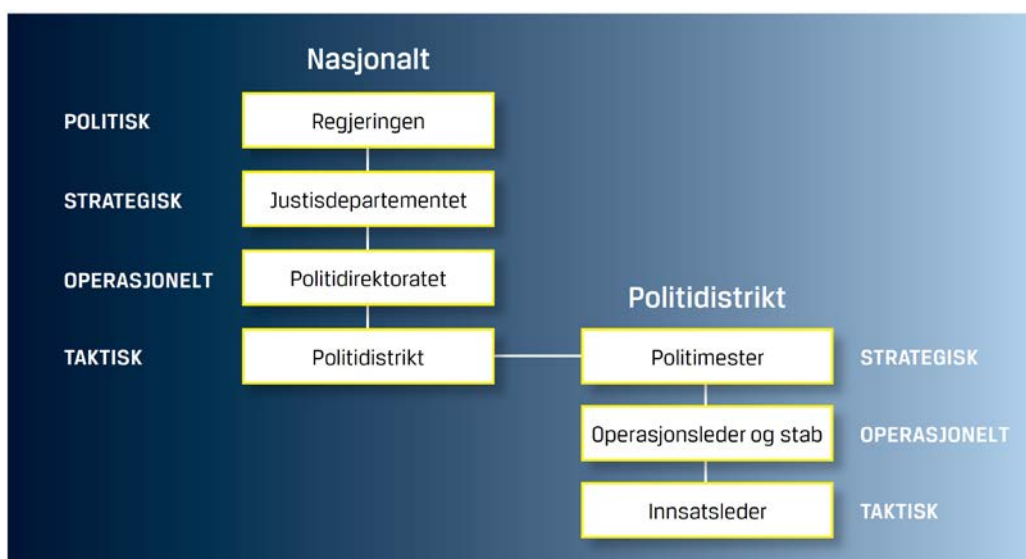 Nasjonalt
POLITISK
Regjeringen
STRATEGISK
Justisdepartementet
OPERASJONELT
Politidirektoratet
TAKTISK
Politidistrikt
Politidistrikt
Politimester
STRATEGISK
Operasjonsleder og stab
OPERASJONELT
Innsatsleder
TAKTISK